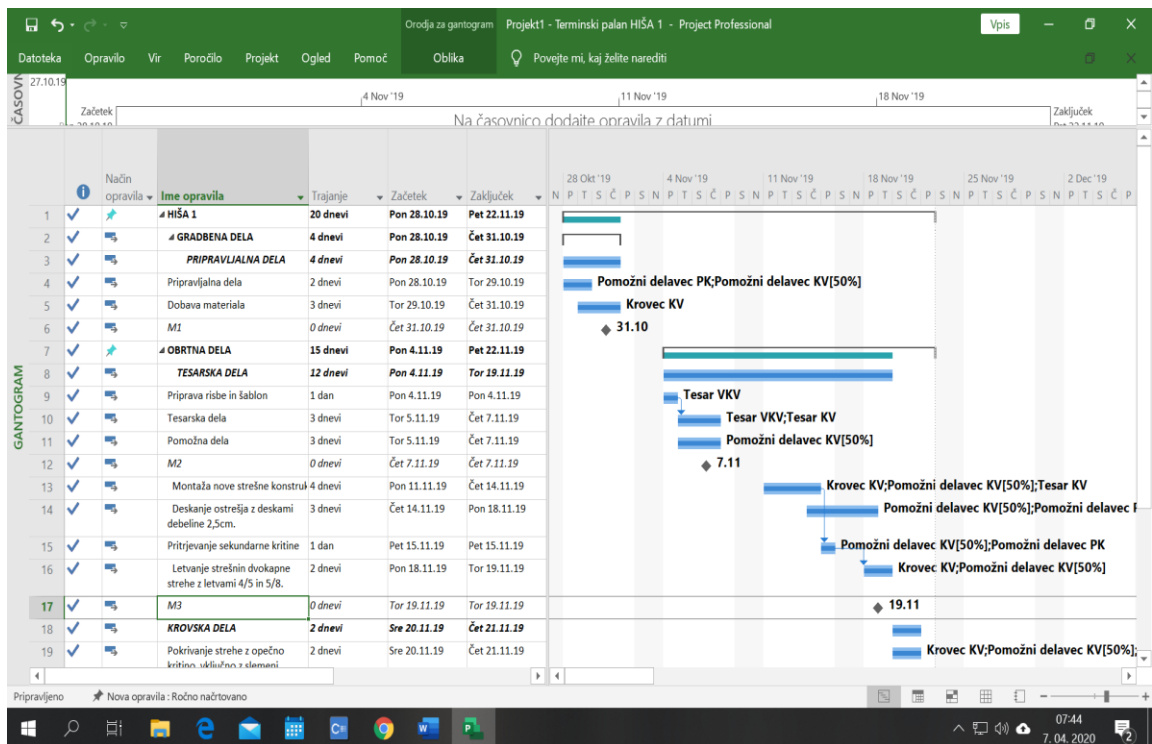 Orodja za gantogram Projekt1 - Terminski palan HIŠA 1 - Project Professional Vpis
Datoteka Opravilo Vir Poročilo Projekt Ogled Pomoč Oblika Povejte mi, kaj želite narediti
ČASOVN
27.10.19
4 Nov '19 11 Nov '19 18 Nov '19
Začetek Zaključek
Na časovnico dodajte opravila z datumi
GANTOGRAM
Način opravila Ime opravila Trajanje Začetek Zaključek
28 Okt '19 4 Nov '19 11 Nov '19 18 Nov '19 25 Nov '19 2 Dec '19
N P T S Č P S N P T S Č P S N P T S Č P S N P T S Č P S N P T S Č P S N P T S Č P
1 HIŠA 1 20 dnevi Pon 28.10.19 Pet 22.11.19
2 GRADBENA DELA 4 dnevi Pon 28.10.19 Čet 31.10.19
3 PRIPRAVLJALNA DELA 4 dnevi Pon 28.10.19 Čet 31.10.19
4 Pripravljalna dela 2 dnevi Pon 28.10.19 Tor 29.10.19 Pomožni delavec PK;Pomožni delavec KV[50%]
5 Dobava materiala 3 dnevi Tor 29.10.19 Čet 31.10.19 Krovec KV
6 M1 0 dnevi Čet 31.10.19 Čet 31.10.19 31.10
7 OBRTNA DELA 15 dnevi Pon 4.11.19 Pet 22.11.19
8 TESARSKA DELA 12 dnevi Pon 4.11.19 Tor 19.11.19
9 Priprava risbe in šablon 1 dan Pon 4.11.19 Pon 4.11.19 Tesar VKV
10 Tesarska dela 3 dnevi Tor 5.11.19 Čet 7.11.19 Tesar VKV;Tesar KV
11 Pomožna dela 3 dnevi Tor 5.11.19 Čet 7.11.19 Pomožni delavec KV[50%]
12 M2 0 dnevi Čet 7.11.19 Čet 7.11.19 7.11
13 Montaža nove strešne konstruk 4 dnevi Pon 11.11.19 Čet 14.11.19 Krovec KV;Pomožni delavec KV[50%];Tesar KV
14 Deskanje ostrešja z deskami 3 dnevi Čet 14.11.19 Pon 18.11.19 Pomožni delavec KV[50%];Pomožni delavec
debeline 2,5cm.
15 Pritrjevanje sekundarne kritine 1 dan Pet 15.11.19 Pet 15.11.19 Pomožni delavec KV[50%];Pomožni delavec PK
16 Letvanje strešnin dvokapne 2 dnevi Pon 18.11.19 Tor 19.11.19 Krovec KV;Pomožni delavec KV[50%]
strehe z letvami 4/5 in 5/8.
17 M3 0 dnevi Tor 19.11.19 Tor 19.11.19 19.11
18 KROVSKA DELA 2 dnevi Sre 20.11.19 Čet 21.11.19
19 Pokrivanje strehe z opečno 2 dnevi Sre 20.11.19 Čet 21.11.19 Krovec KV;Pomožni delavec KV[50%];
kritino, vključno z slemeni
Pripravljeno Nova opravila : Ročno načrtovano
07:44
7. 04. 2020